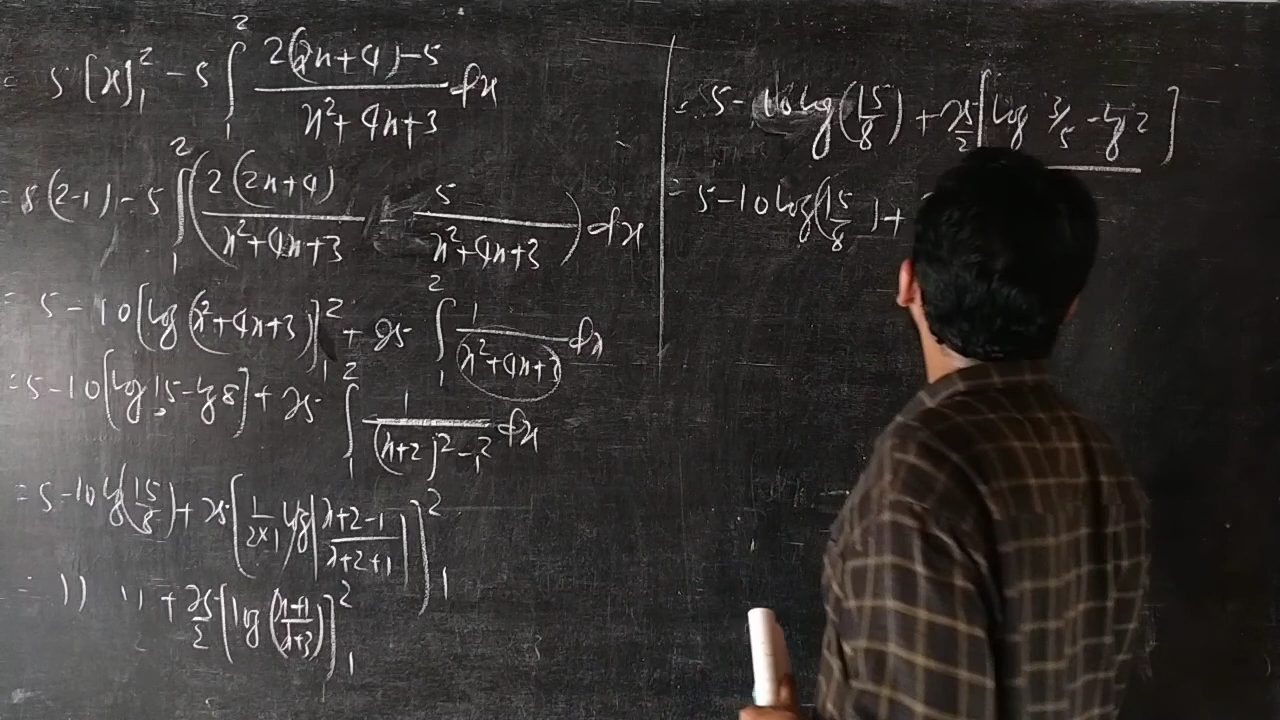 = 5 [x]₁² - 5 ∫₁² (2(2x+4)-5)/(x²+4x+3) dx
= 5(2-1) - 5 ∫₁² (2(2x+4)/(x²+4x+3) - 5/(x²+4x+3)) dx
= 5 - 10 [log (x²+4x+3)]₁² + 25 ∫₁² 1/(x²+4x+3) dx
= 5 - 10 [log 15 - log 8] + 25 ∫₁² 1/((x+2)² - 1²) dx
= 5 - 10 log(15/8) + 25 [1/(2×1) log |(x+2-1)/(x+2+1)|]₁²
= 11 11 + 25/2 [log ((x+1)/(x+3))]₁²
= 5 - 10 log (15/8) + 25/2 [log 3/5 - log 2]
= 5 - 10 log (15/8) +